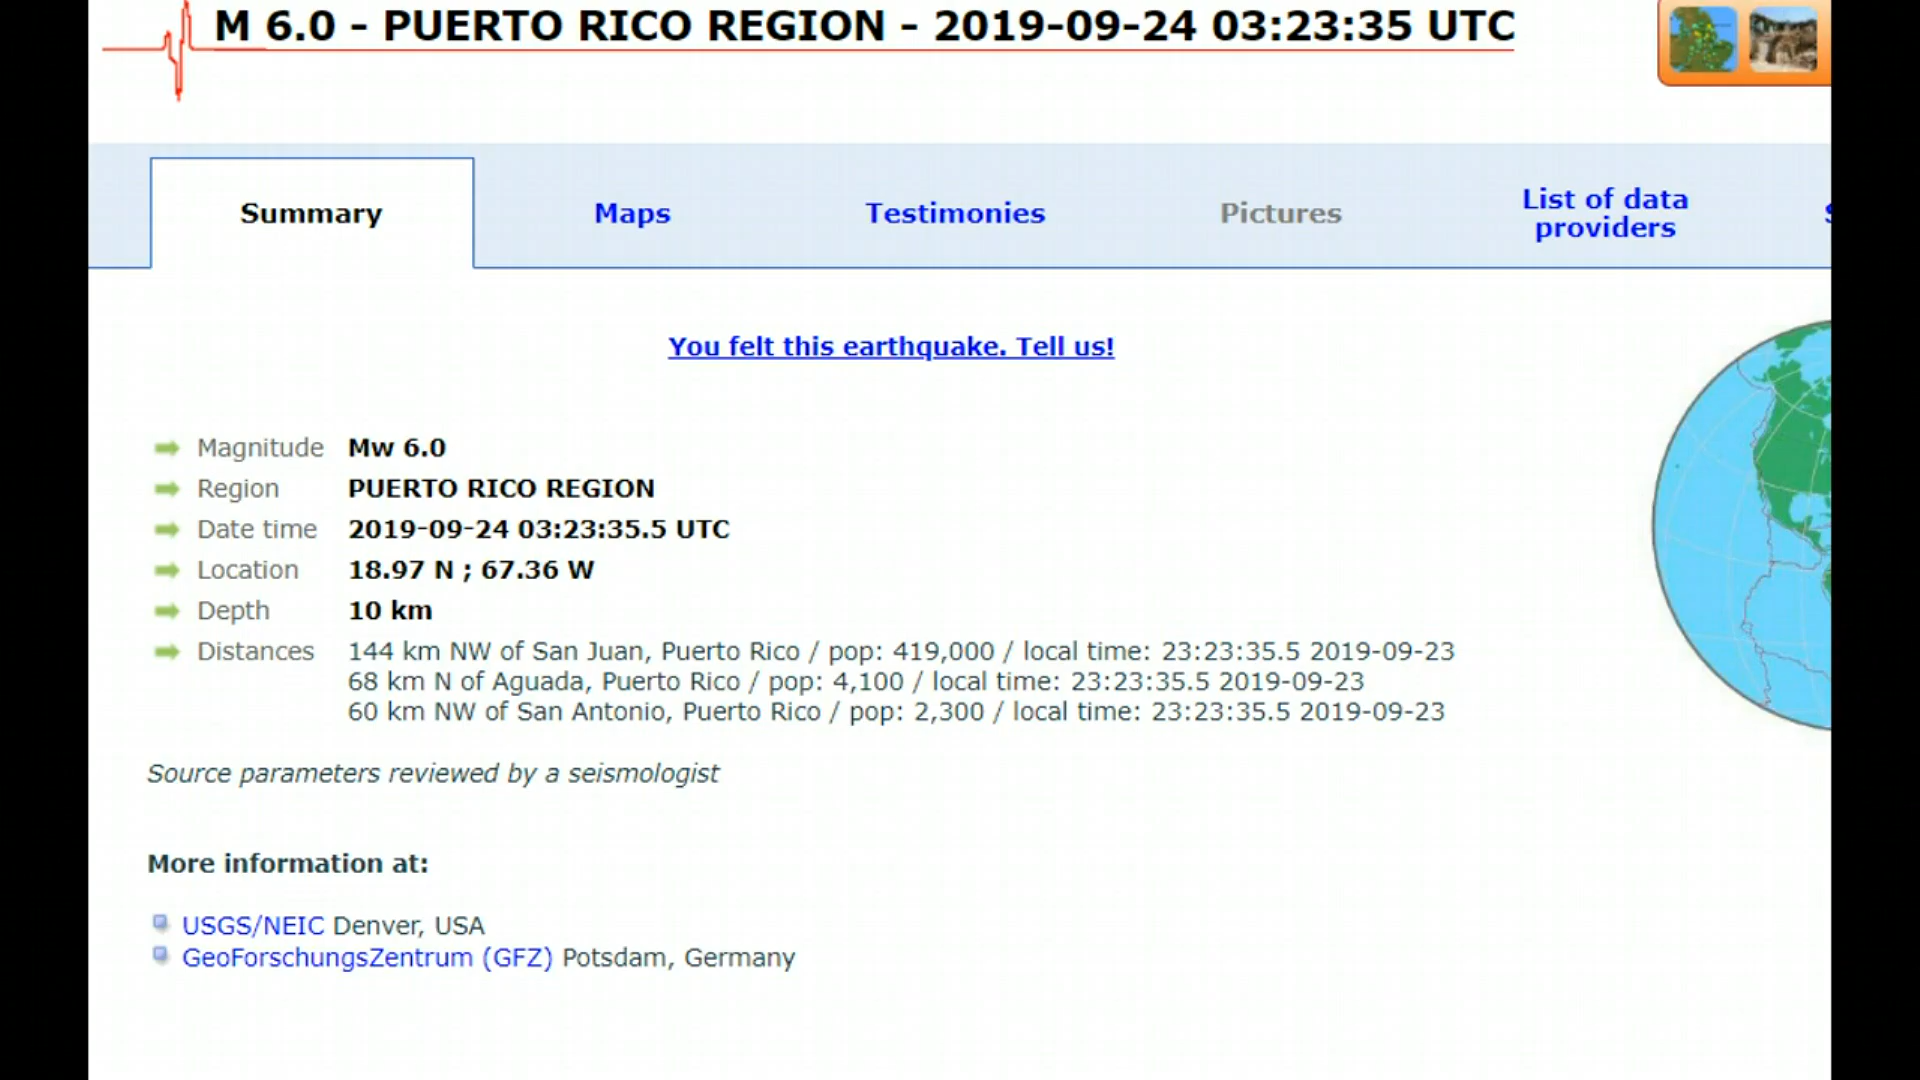 M 6.0 - PUERTO RICO REGION - 2019-09-24 03:23:35 UTC
Summary
Maps
Testimonies
Pictures
List of data
providers
You felt this earthquake. Tell us!
Magnitude Mw 6.0
Region PUERTO RICO REGION
Date time 2019-09-24 03:23:35.5 UTC
Location 18.97 N ; 67.36 W
Depth 10 km
Distances 144 km NW of San Juan, Puerto Rico / pop: 419,000 / local time: 23:23:35.5 2019-09-23
68 km N of Aguada, Puerto Rico / pop: 4,100 / local time: 23:23:35.5 2019-09-23
60 km NW of San Antonio, Puerto Rico / pop: 2,300 / local time: 23:23:35.5 2019-09-23
Source parameters reviewed by a seismologist
More information at:
USGS/NEIC Denver, USA
GeoForschungsZentrum (GFZ) Potsdam, Germany